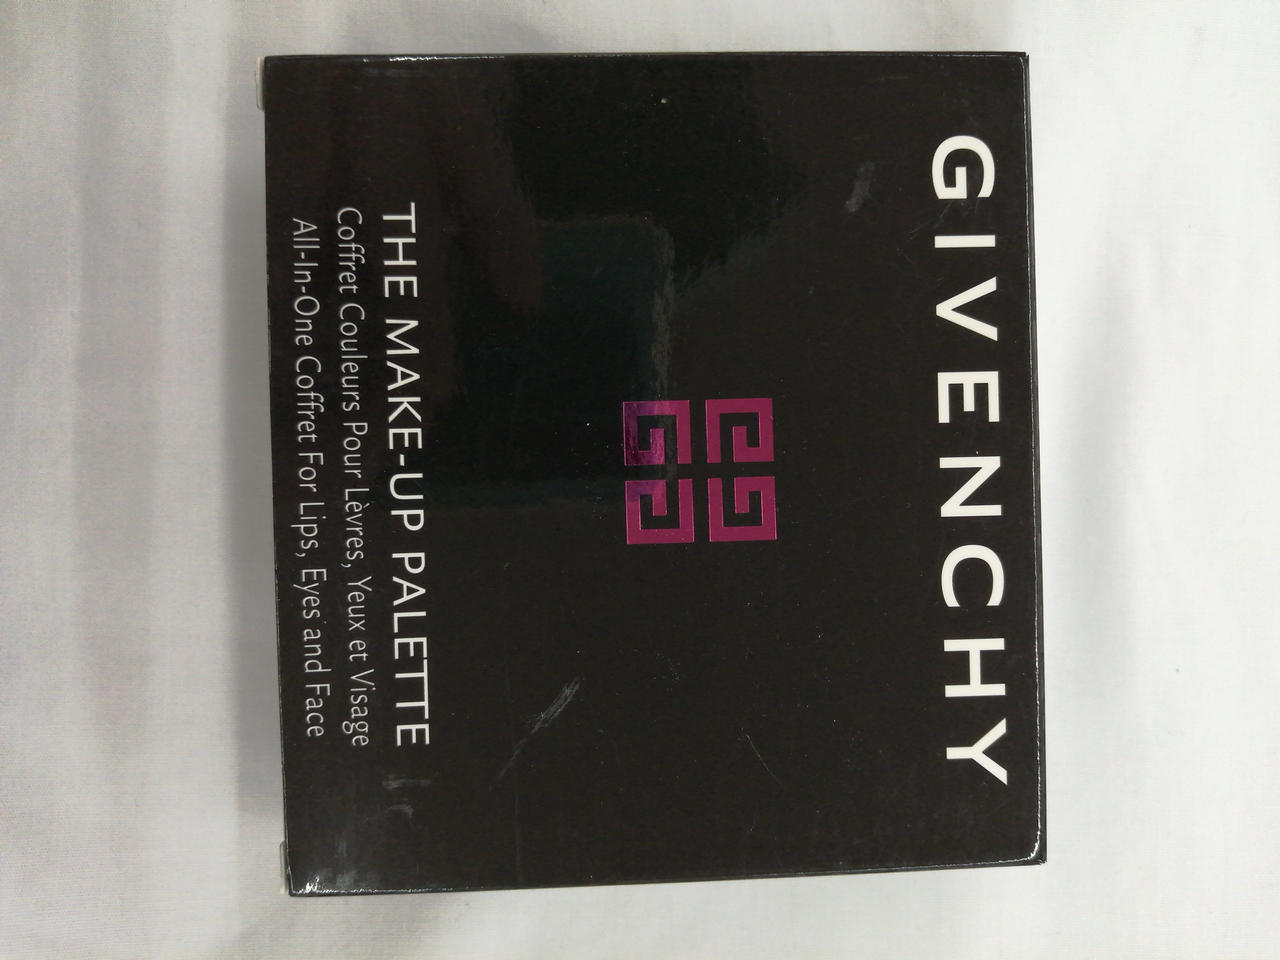 GIVENCHY
THE MAKE-UP PALETTE
Coffret Couleurs Pour Lèvres, Yeux et Visage
All-In-One Coffret For Lips, Eyes and Face